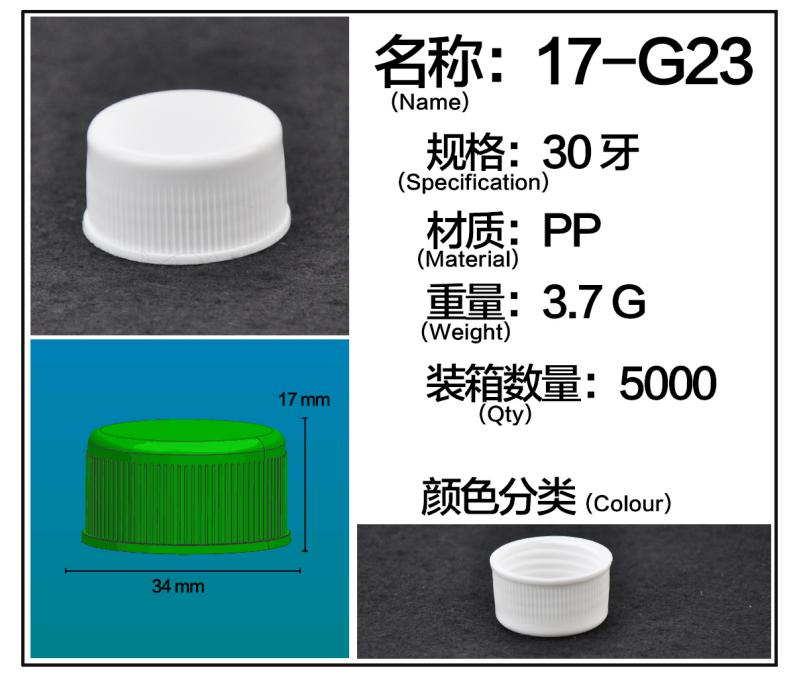 名称：17-G23
(Name)
规格：30 牙
(Specification)
材质：PP
(Material)
重量：3.7 G
(Weight)
装箱数量：5000
(Qty)
17 mm
34 mm
颜色分类 (Colour)